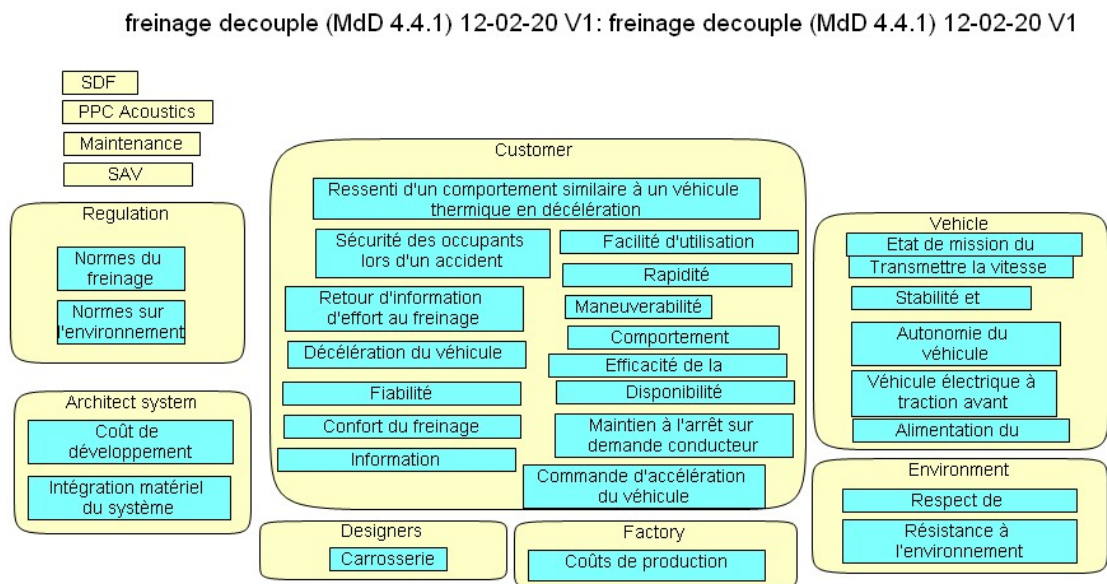 freinage decouple (MdD 4.4.1) 12-02-20 V1: freinage decouple (MdD 4.4.1) 12-02-20 V1
SDF
PPC Acoustics
Maintenance
SAV
Regulation
Normes du
freinage
Normes sur
l'environnement
Architect system
Coût de
développement
Intégration matériel
du système
Customer
Ressenti d'un comportement similaire à un véhicule
thermique en décélération
Sécurité des occupants
lors d'un accident
Retour d'information
d'effort au freinage
Décélération du véhicule
Fiabilité
Confort du freinage
Information
Facilité d'utilisation
Rapidité
Maneuverabilité
Comportement
Efficacité de la
Disponibilité
Maintien à l'arrêt sur
demande conducteur
Commande d'accélération
du véhicule
Designers
Carrosserie
Factory
Coûts de production
Vehicle
Etat de mission du
Transmettre la vitesse
Stabilité et
Autonomie du
véhicule
Véhicule électrique à
traction avant
Alimentation du
Environment
Respect de
Résistance à
l'environnement